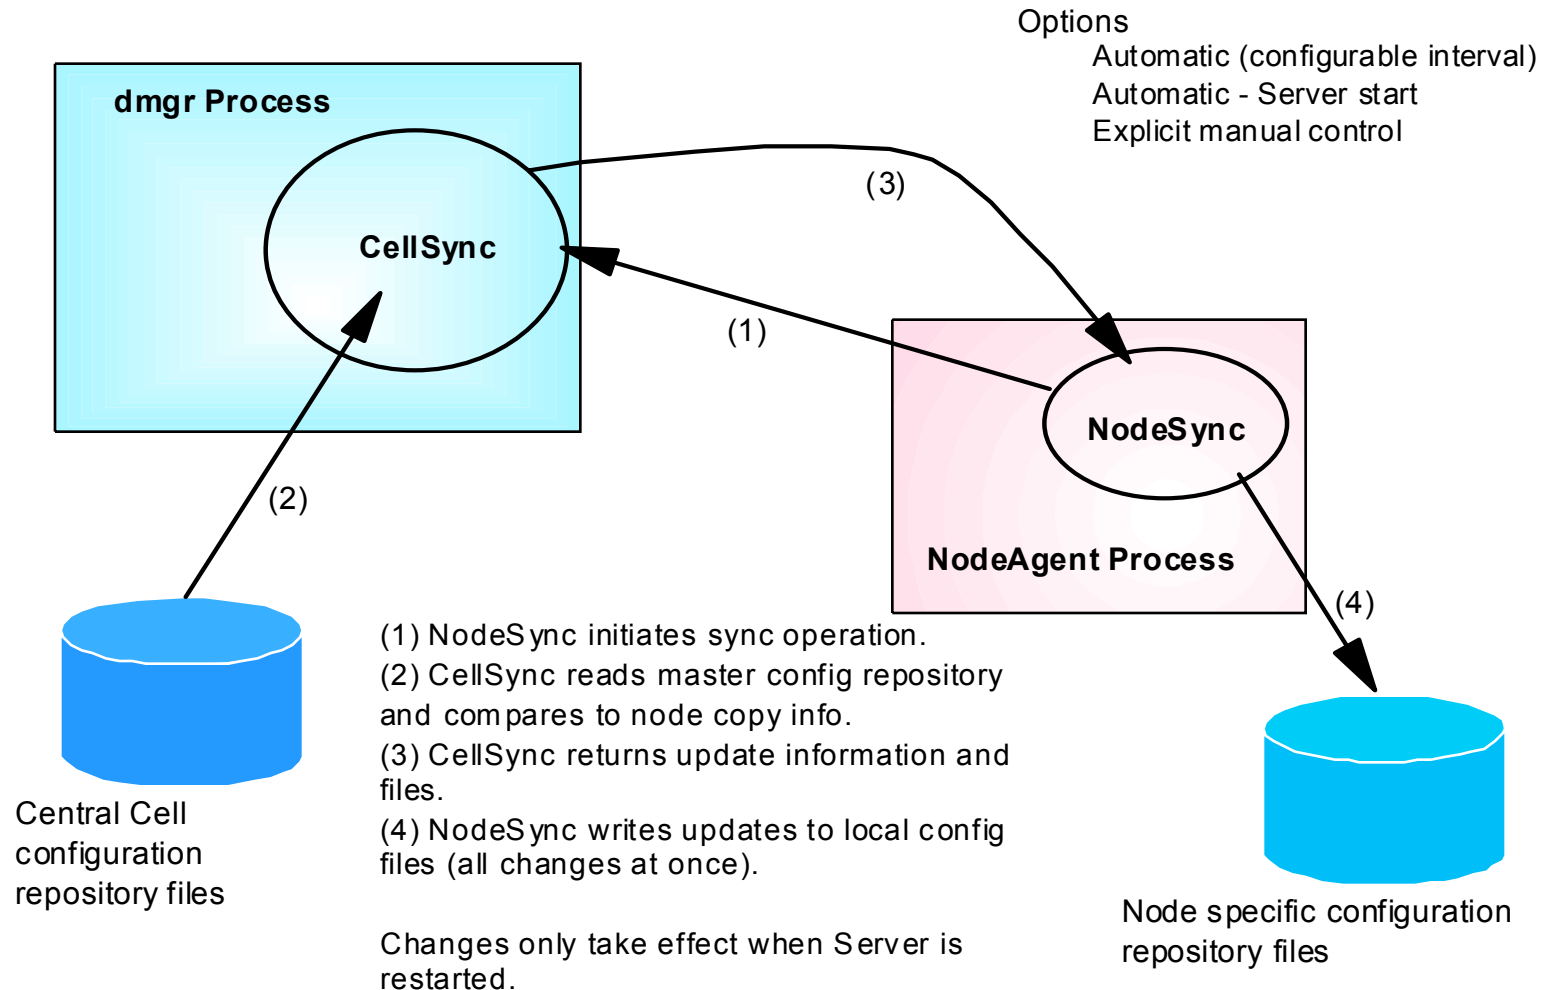 Options
Automatic (configurable interval)
Automatic - Server start
Explicit manual control
dmgr Process
(3)
CellSync
(1)
NodeSync
(2)
NodeAgent Process
(4)
(1) NodeSync initiates sync operation.
(2) CellSync reads master config repository
and compares to node copy info.
(3) CellSync returns update information and
files.
(4) NodeSync writes updates to local config
files (all changes at once).
Changes only take effect when Server is
restarted.
Central Cell
configuration
repository files
Node specific configuration
repository files